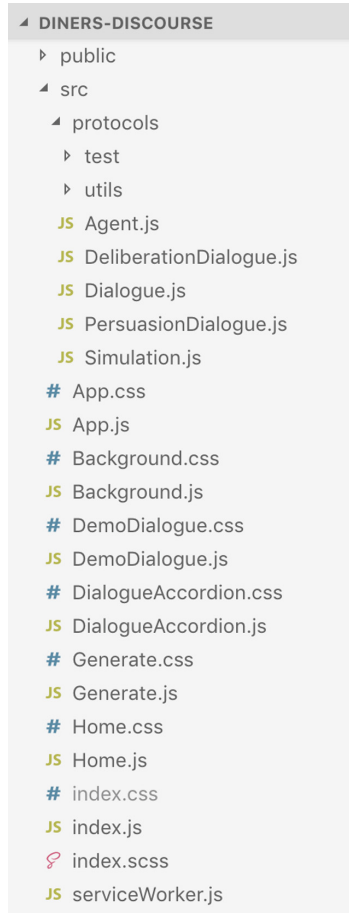 DINERS-DISCOURSE
public
src
protocols
test
utils
JS Agent.js
JS DeliberationDialogue.js
JS Dialogue.js
JS PersuasionDialogue.js
JS Simulation.js
# App.css
JS App.js
# Background.css
JS Background.js
# DemoDialogue.css
JS DemoDialogue.js
# DialogueAccordion.css
JS DialogueAccordion.js
# Generate.css
JS Generate.js
# Home.css
JS Home.js
# index.css
JS index.js
index.scss
JS serviceWorker.js